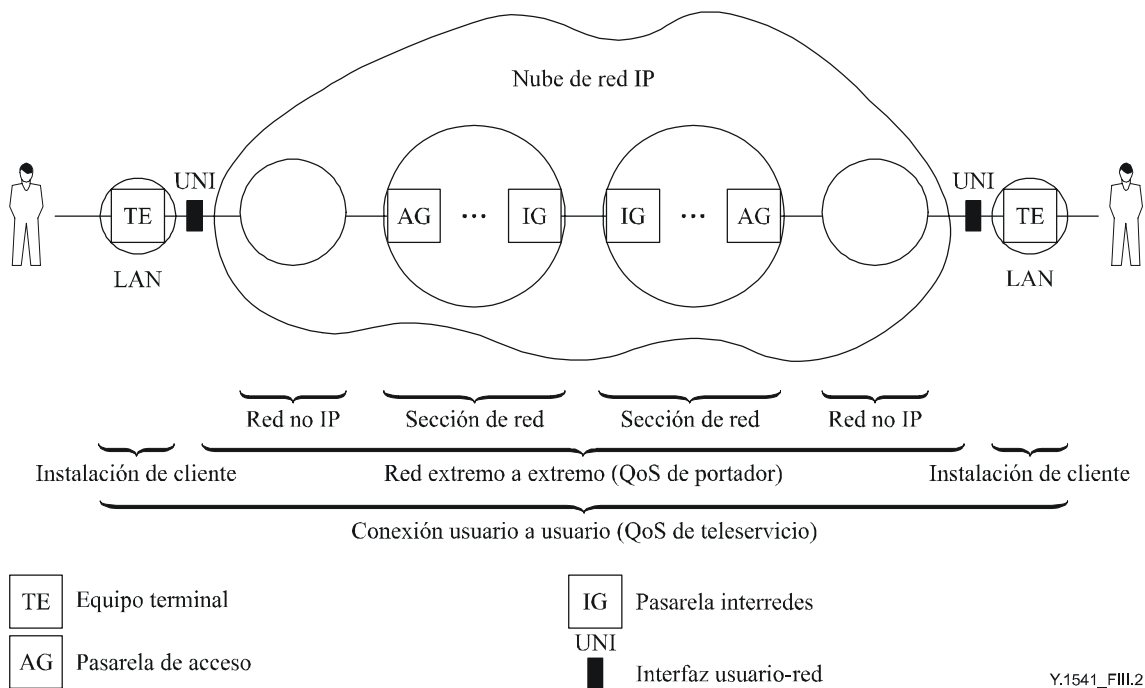 Nube de red IP
UNI
UNI
TE
AG
...
IG
IG
...
AG
TE
LAN
LAN
Red no IP
Sección de red
Sección de red
Red no IP
Instalación de cliente
Red extremo a extremo (QoS de portador)
Instalación de cliente
Conexión usuario a usuario (QoS de teleservicio)
TE
Equipo terminal
IG
Pasarela interredes
AG
Pasarela de acceso
UNI
Interfaz usuario-red
Y.1541_FIII.2